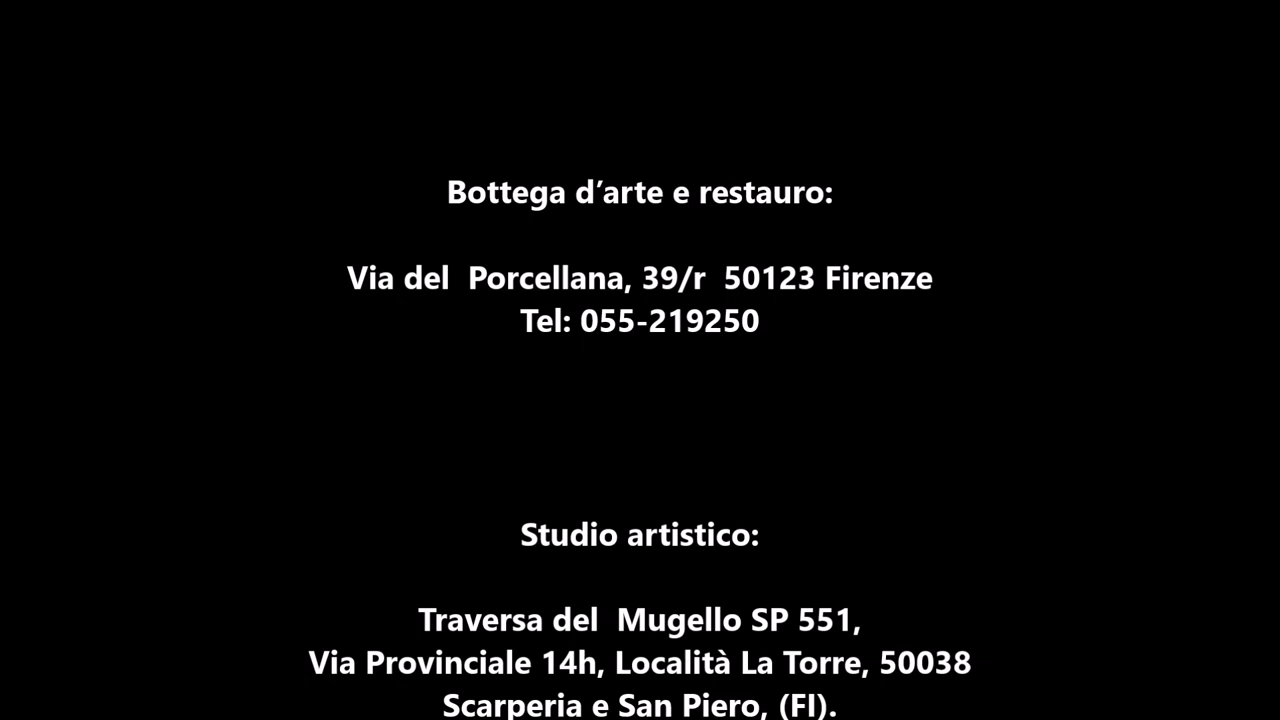 Bottega d’arte e restauro:
Via del  Porcellana, 39/r  50123 Firenze
Tel: 055-219250
Studio artistico:
Traversa del  Mugello SP 551,
Via Provinciale 14h, Località La Torre, 50038
Scarperia e San Piero, (FI).